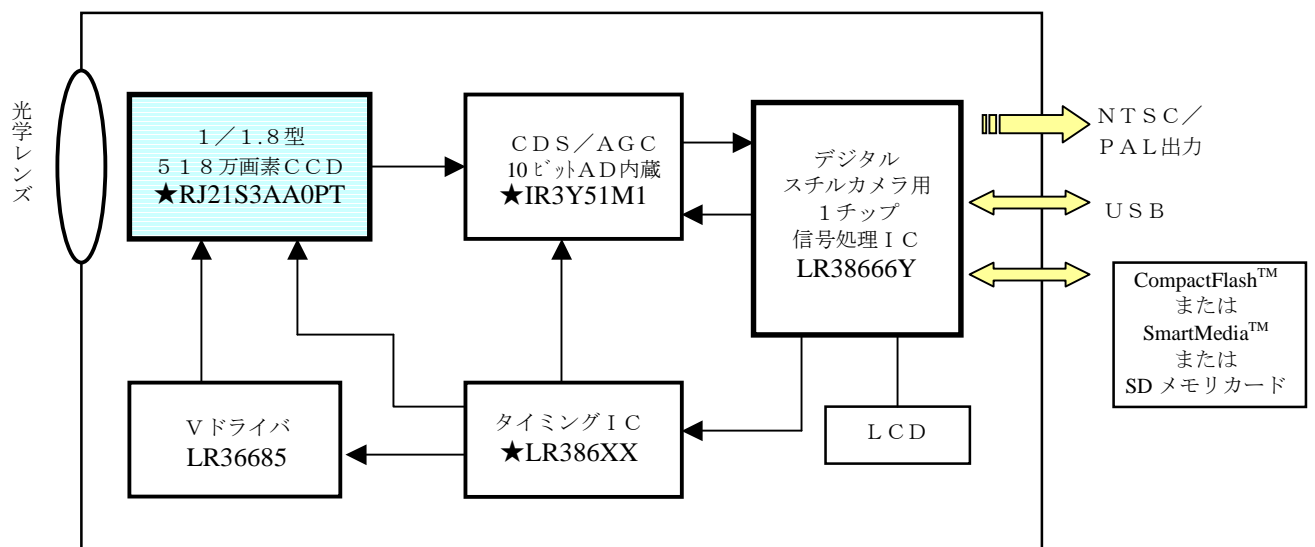 光学レンズ
1/1.8型
518万画素CCD
★RJ21S3AA0PT
CDS/AGC
10ビットAD内蔵
★IR3Y51M1
デジタル
スチルカメラ用
1チップ
信号処理IC
LR38666Y
NTSC/
PAL出力
USB
CompactFlash™
または
SmartMedia™
または
SDメモリカード
Vドライバ
LR36685
タイミングIC
★LR386XX
LCD